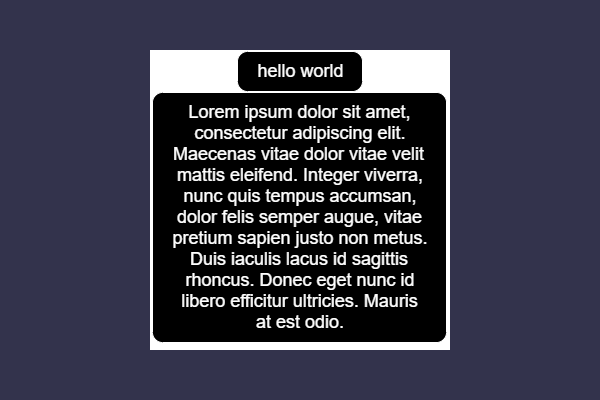 hello world
Lorem ipsum dolor sit amet,
consectetur adipiscing elit.
Maecenas vitae dolor vitae velit
mattis eleifend. Integer viverra,
nunc quis tempus accumsan,
dolor felis semper augue, vitae
pretium sapien justo non metus.
Duis iaculis lacus id sagittis
rhoncus. Donec eget nunc id
libero efficitur ultricies. Mauris
at est odio.